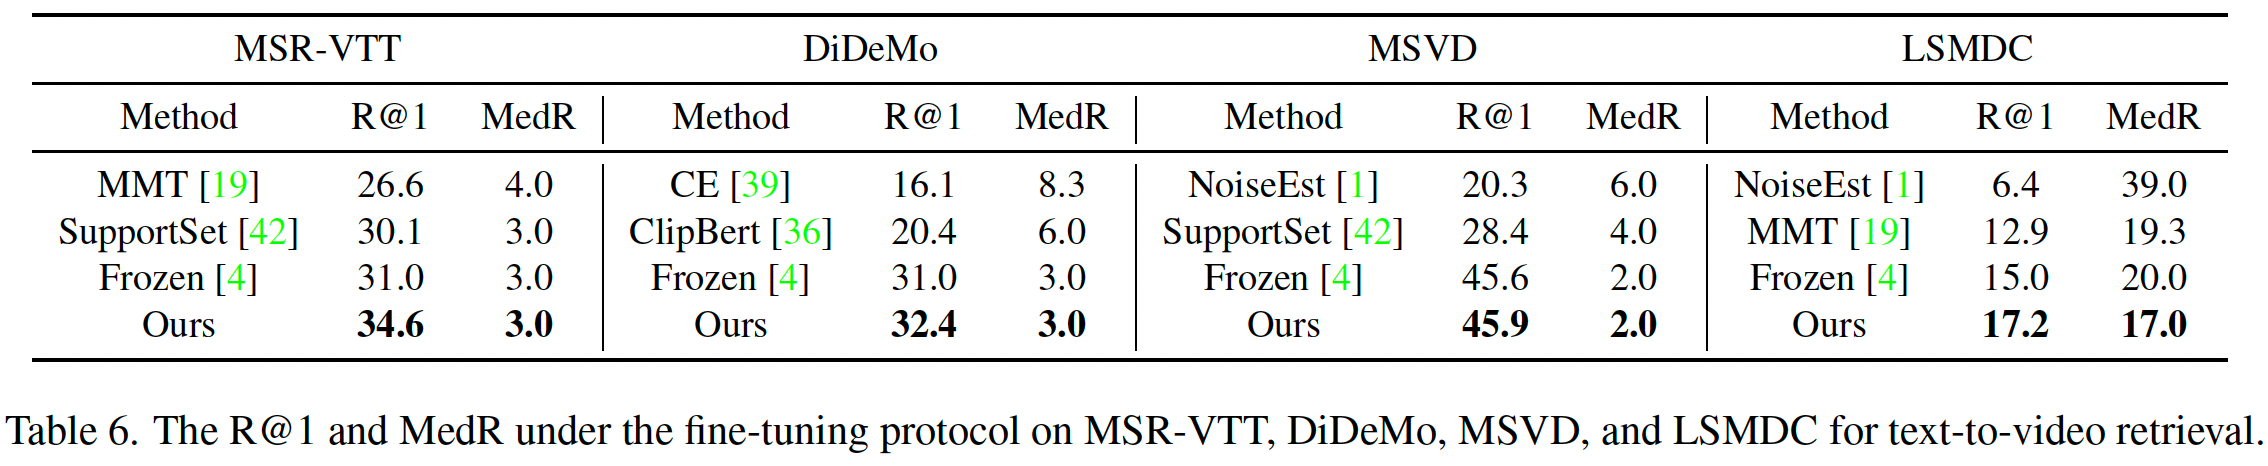 MSR-VTT DiDeMo MSVD LSMDC
Method R@1 MedR Method R@1 MedR Method R@1 MedR Method R@1 MedR
MMT [19] 26.6 4.0 CE [39] 16.1 8.3 NoiseEst [1] 20.3 6.0 NoiseEst [1] 6.4 39.0
SupportSet [42] 30.1 3.0 ClipBert [36] 20.4 6.0 SupportSet [42] 28.4 4.0 MMT [19] 12.9 19.3
Frozen [4] 31.0 3.0 Frozen [4] 31.0 3.0 Frozen [4] 45.6 2.0 Frozen [4] 15.0 20.0
Ours 34.6 3.0 Ours 32.4 3.0 Ours 45.9 2.0 Ours 17.2 17.0
Table 6. The R@1 and MedR under the fine-tuning protocol on MSR-VTT, DiDeMo, MSVD, and LSMDC for text-to-video retrieval.